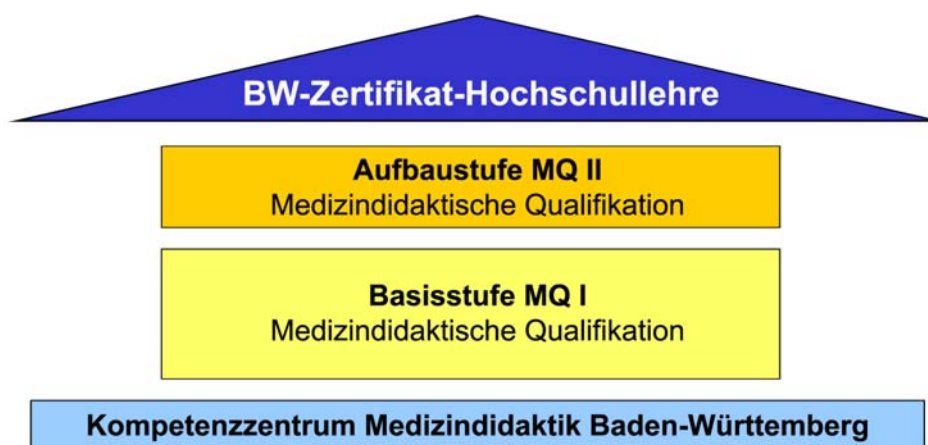 BW-Zertifikat-Hochschullehre
Aufbaustufe MQ II
Medizindidaktische Qualifikation
Basisstufe MQ I
Medizindidaktische Qualifikation
Kompetenzzentrum Medizindidaktik Baden-Württemberg